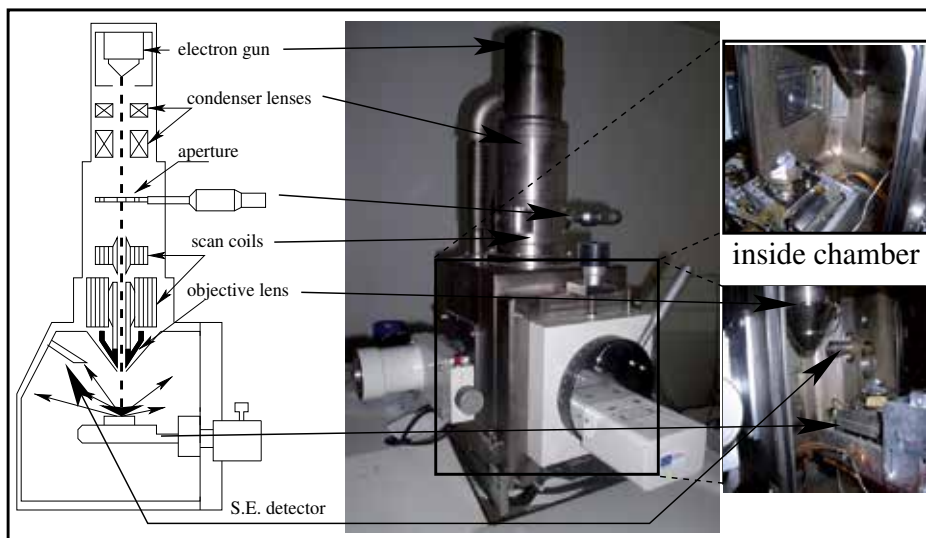 electron gun
condenser lenses
aperture
scan coils
objective lens
S.E. detector
inside chamber